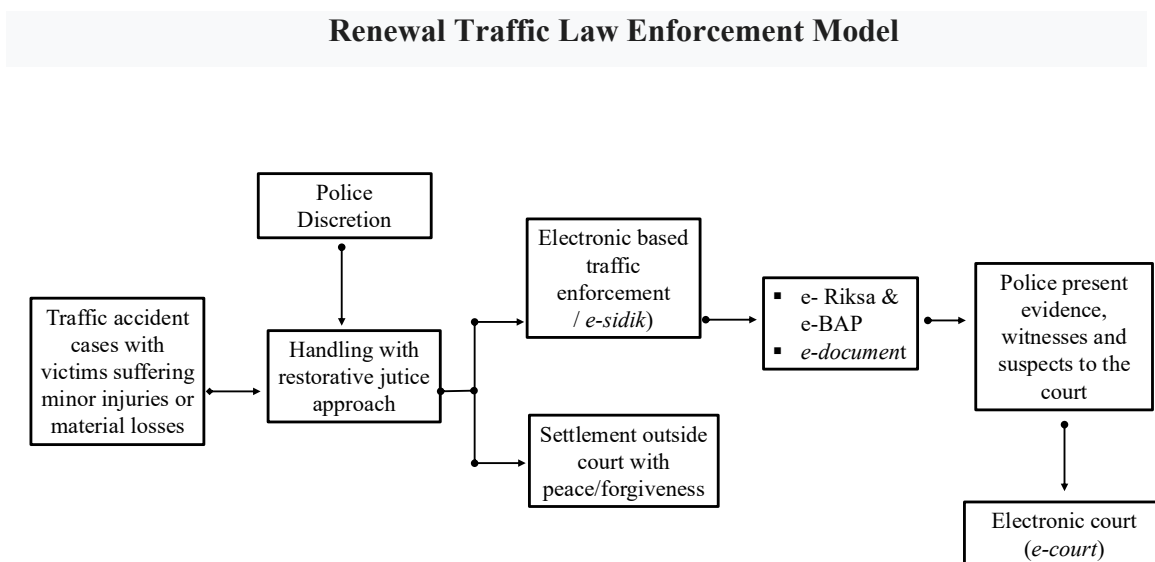 Renewal Traffic Law Enforcement Model
Police
Discretion
Traffic accident
cases with
victims suffering
minor injuries or
material losses
Handling with
restorative jutice
approach
Electronic based
traffic
enforcement
/ e-sidik)
Settlement outside
court with
peace/forgiveness
▪ e- Riksa &
e-BAP
▪ e-document
Police present
evidence,
witnesses and
suspects to the
court
Electronic court
(e-court)